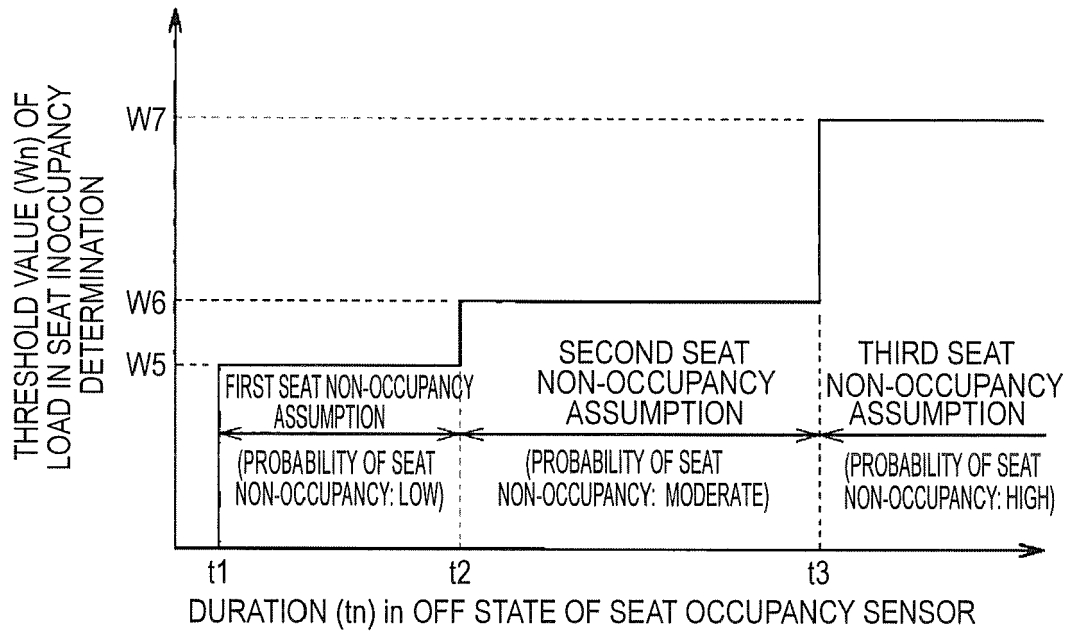 THRESHOLD VALUE (Wn) OF
LOAD IN SEAT INOCCUPANCY
DETERMINATION
W7
W6
W5
FIRST SEAT NON-OCCUPANCY
ASSUMPTION
(PROBABILITY OF SEAT
NON-OCCUPANCY: LOW)
SECOND SEAT
NON-OCCUPANCY
ASSUMPTION
(PROBABILITY OF SEAT
NON-OCCUPANCY: MODERATE)
THIRD SEAT
NON-OCCUPANCY
ASSUMPTION
(PROBABILITY OF SEAT
NON-OCCUPANCY: HIGH)
t1
t2
t3
DURATION (tn) in OFF STATE OF SEAT OCCUPANCY SENSOR